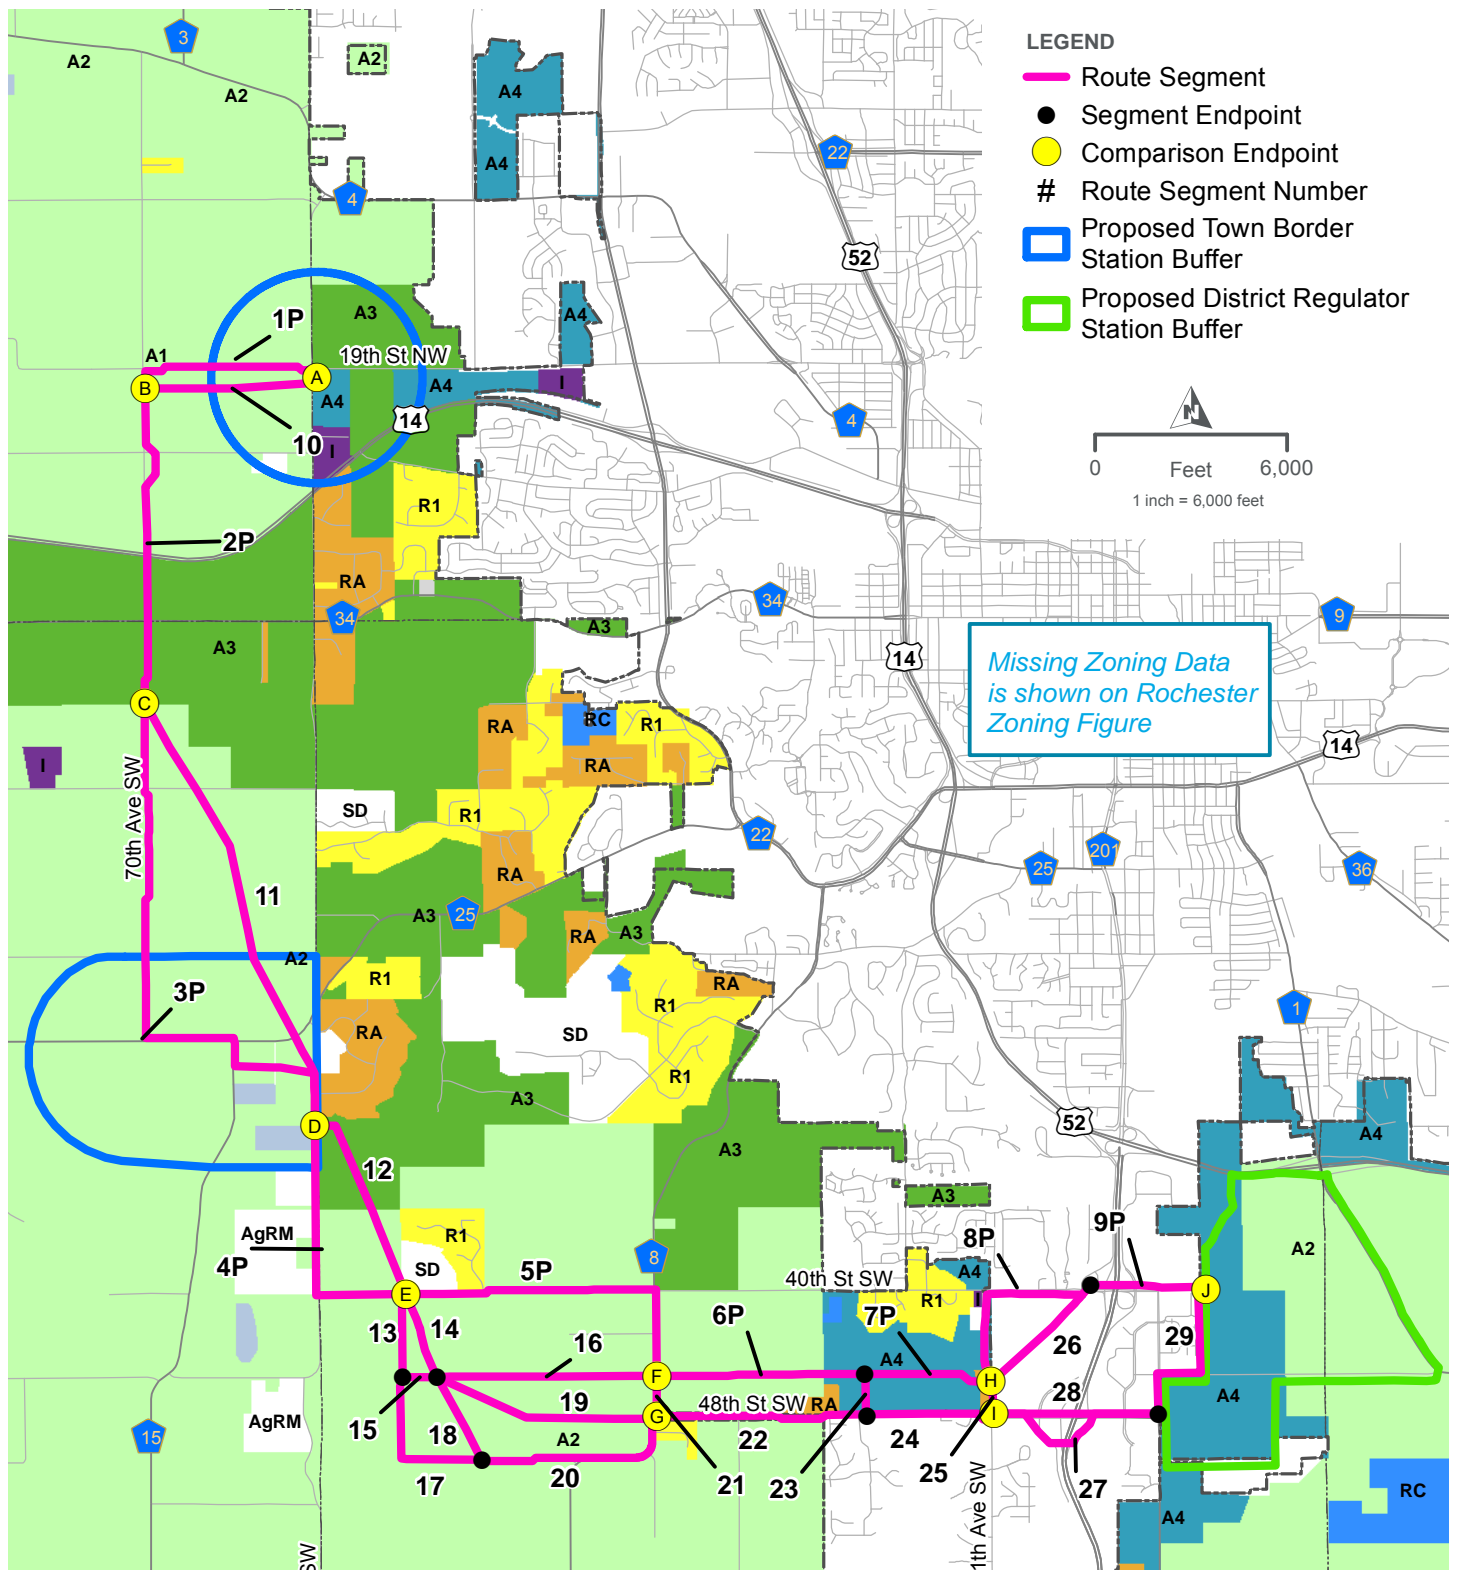 LEGEND
Route Segment
Segment Endpoint
Comparison Endpoint
# Route Segment Number
Proposed Town Border
Station Buffer
Proposed District Regulator
Station Buffer
N
0 Feet 6,000
1 inch = 6,000 feet
Missing Zoning Data
is shown on Rochester
Zoning Figure
3
A2
A2
A2
A4
A4
22
4
52
1P
A3
A4
A1
19th St NW
A
B
A4
A4
I
14
4
10
I
R1
2P
RA
34
34
9
A3
A3
14
C
RA
RC
R1
RA
14
I
70th Ave SW
SD
R1
22
201
25
36
RA
11
A3
25
RA
A3
A2
R1
RA
3P
R1
1
RA
SD
R1
A3
D
52
A4
A3
12
A3
9P
AgRM
R1
8P
A2
4P
SD
8
5P
40th St SW
A4
E
R1
I
J
6P
7P
13
14
16
A4
26
29
F
H
28
A4
19
48th St SW
RA
AgRM
15
G
I
15
18
A2
22
24
17
20
21
23
25
27
RC
A4
SW
1th Ave SW